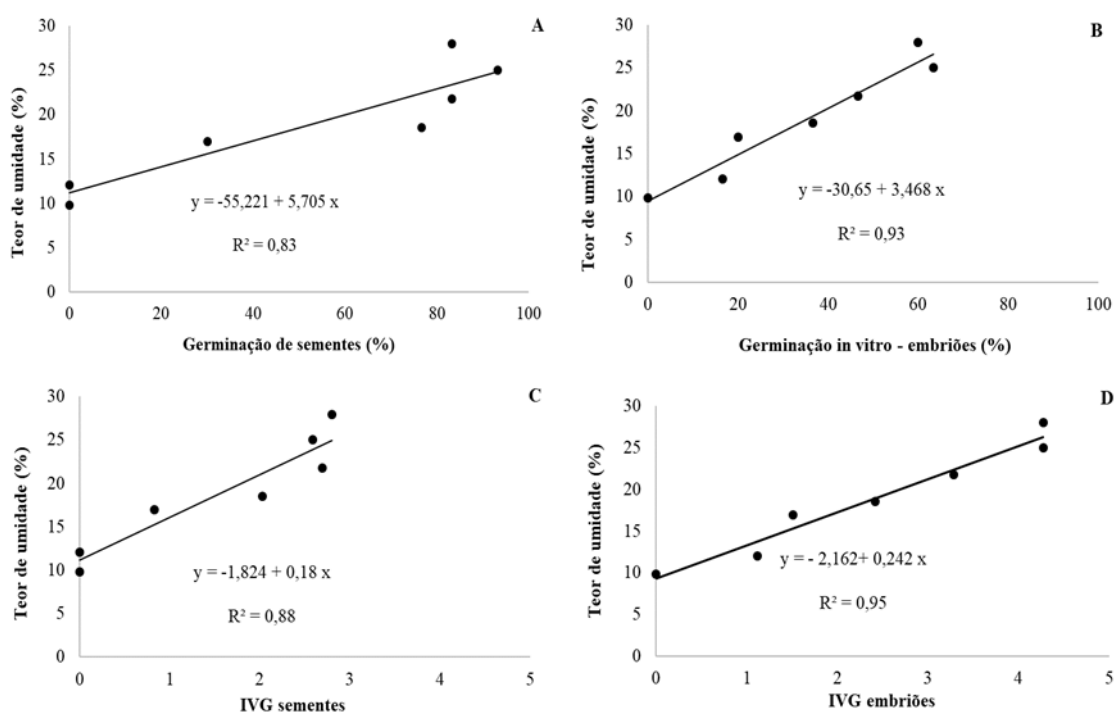 A
Teor de umidade (%)
30
25
20
15
10
5
0
y = -55,221 + 5,705 x
R² = 0,83
0 20 40 60 80 100
Germinação de sementes (%)
B
Teor de umidade (%)
30
25
20
15
10
5
0
y = -30,65 + 3,468 x
R² = 0,93
0 20 40 60 80 100
Germinação in vitro - embriões (%)
C
Teor de umidade (%)
30
25
20
15
10
5
0
y = -1,824 + 0,18 x
R² = 0,88
0 1 2 3 4 5
IVG sementes
D
Teor de umidade (%)
30
25
20
15
10
5
0
y = - 2,162+ 0,242 x
R² = 0,95
0 1 2 3 4 5
IVG embriões